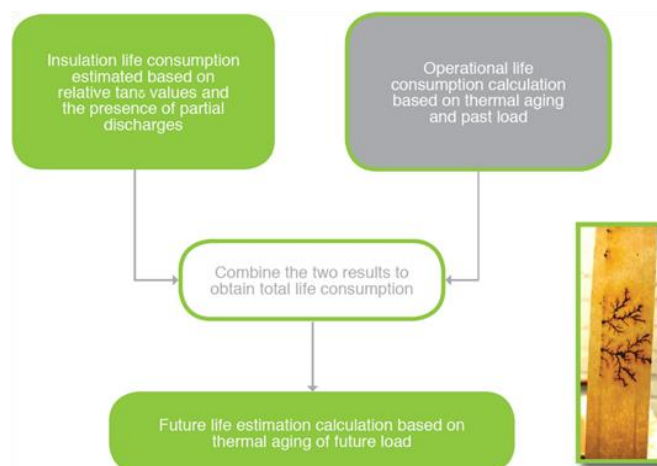 Insulation life consumption
estimated based on
relative tanδ values and
the presence of partial
discharges
Operational life
consumption calculation
based on thermal aging
and past load
Combine the two results to
obtain total life consumption
Future life estimation calculation based on
thermal aging of future load